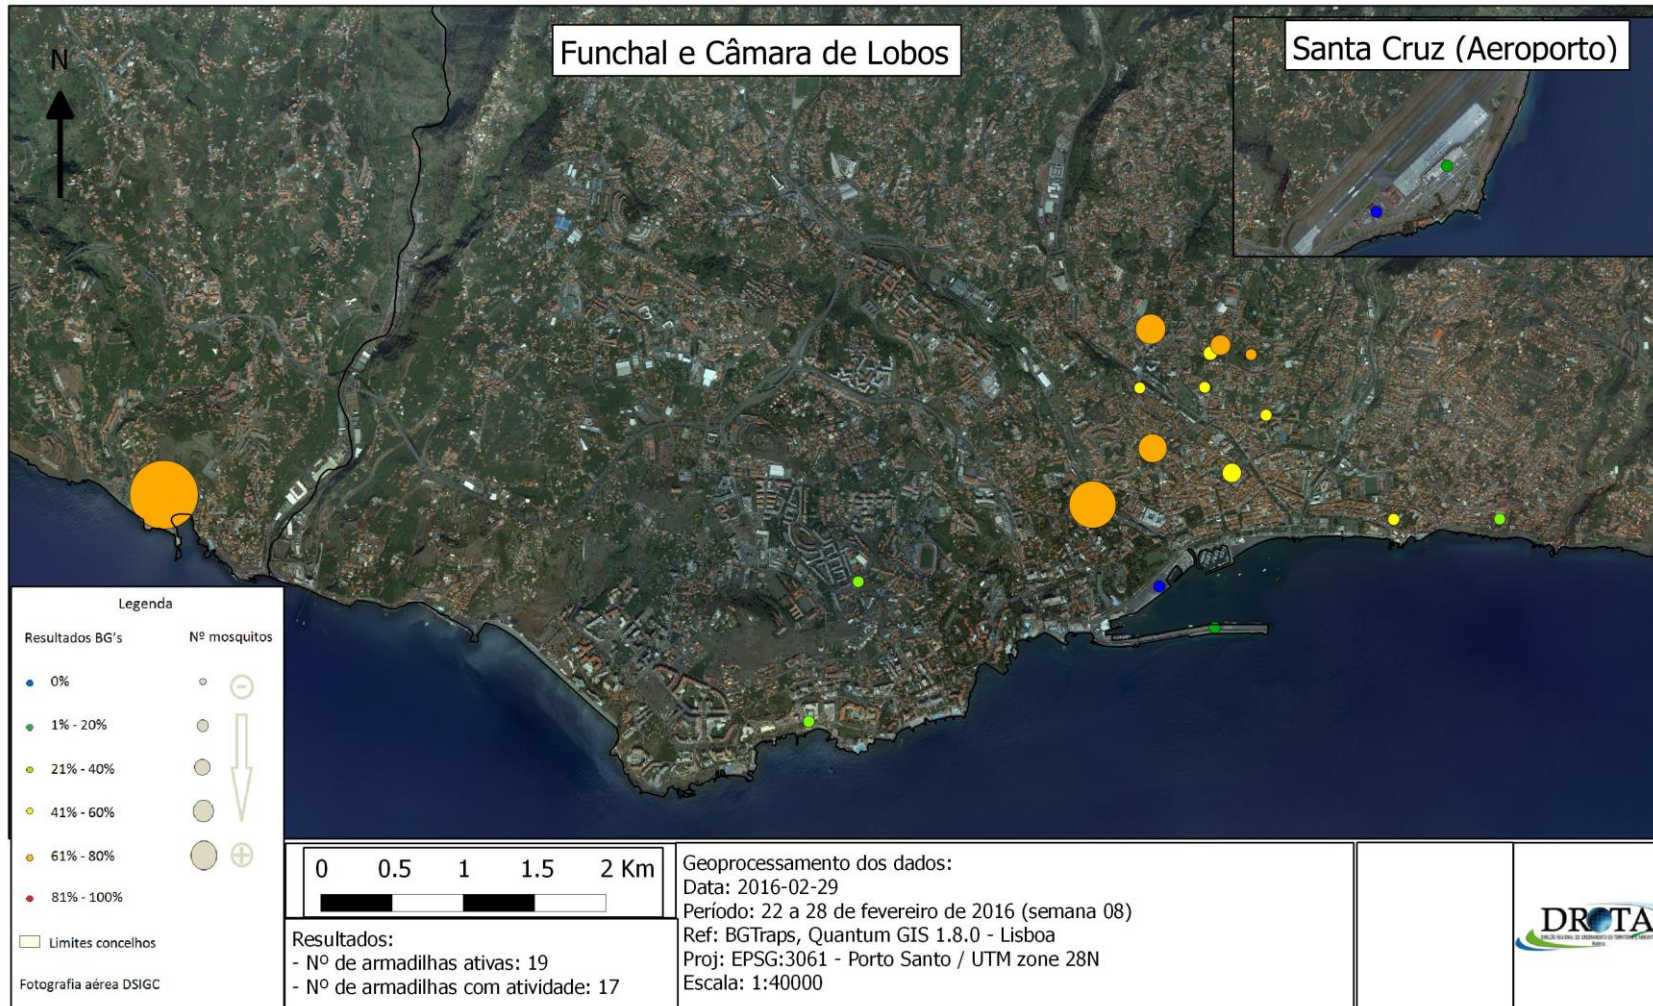 Funchal e Câmara de Lobos
Santa Cruz (Aeroporto)
N
Legenda
Resultados BG's
Nº mosquitos
0%
1% - 20%
21% - 40%
41% - 60%
61% - 80%
81% - 100%
Limites concelhos
Fotografia aérea DSIGC
0 0.5 1 1.5 2 Km
Resultados:
- Nº de armadilhas ativas: 19
- Nº de armadilhas com atividade: 17
Geoprocessamento dos dados:
Data: 2016-02-29
Período: 22 a 28 de fevereiro de 2016 (semana 08)
Ref: BGTraps, Quantum GIS 1.8.0 - Lisboa
Proj: EPSG:3061 - Porto Santo / UTM zone 28N
Escala: 1:40000
DROTA